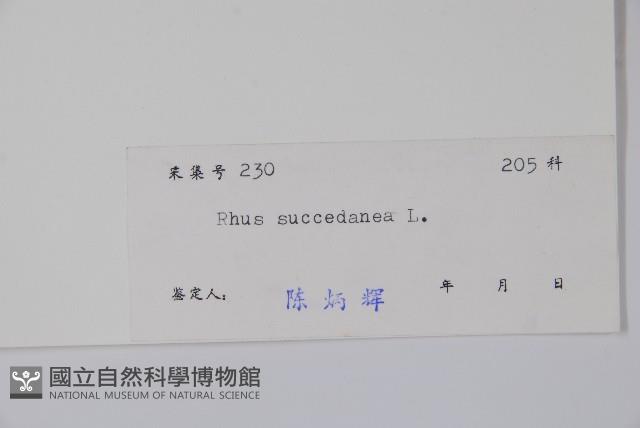 采集号 230 205 科
Rhus succedanea L.
鉴定人: 陈炳辉 年 月 日
國立自然科學博物館
NATIONAL MUSEUM OF NATURAL SCIENCE